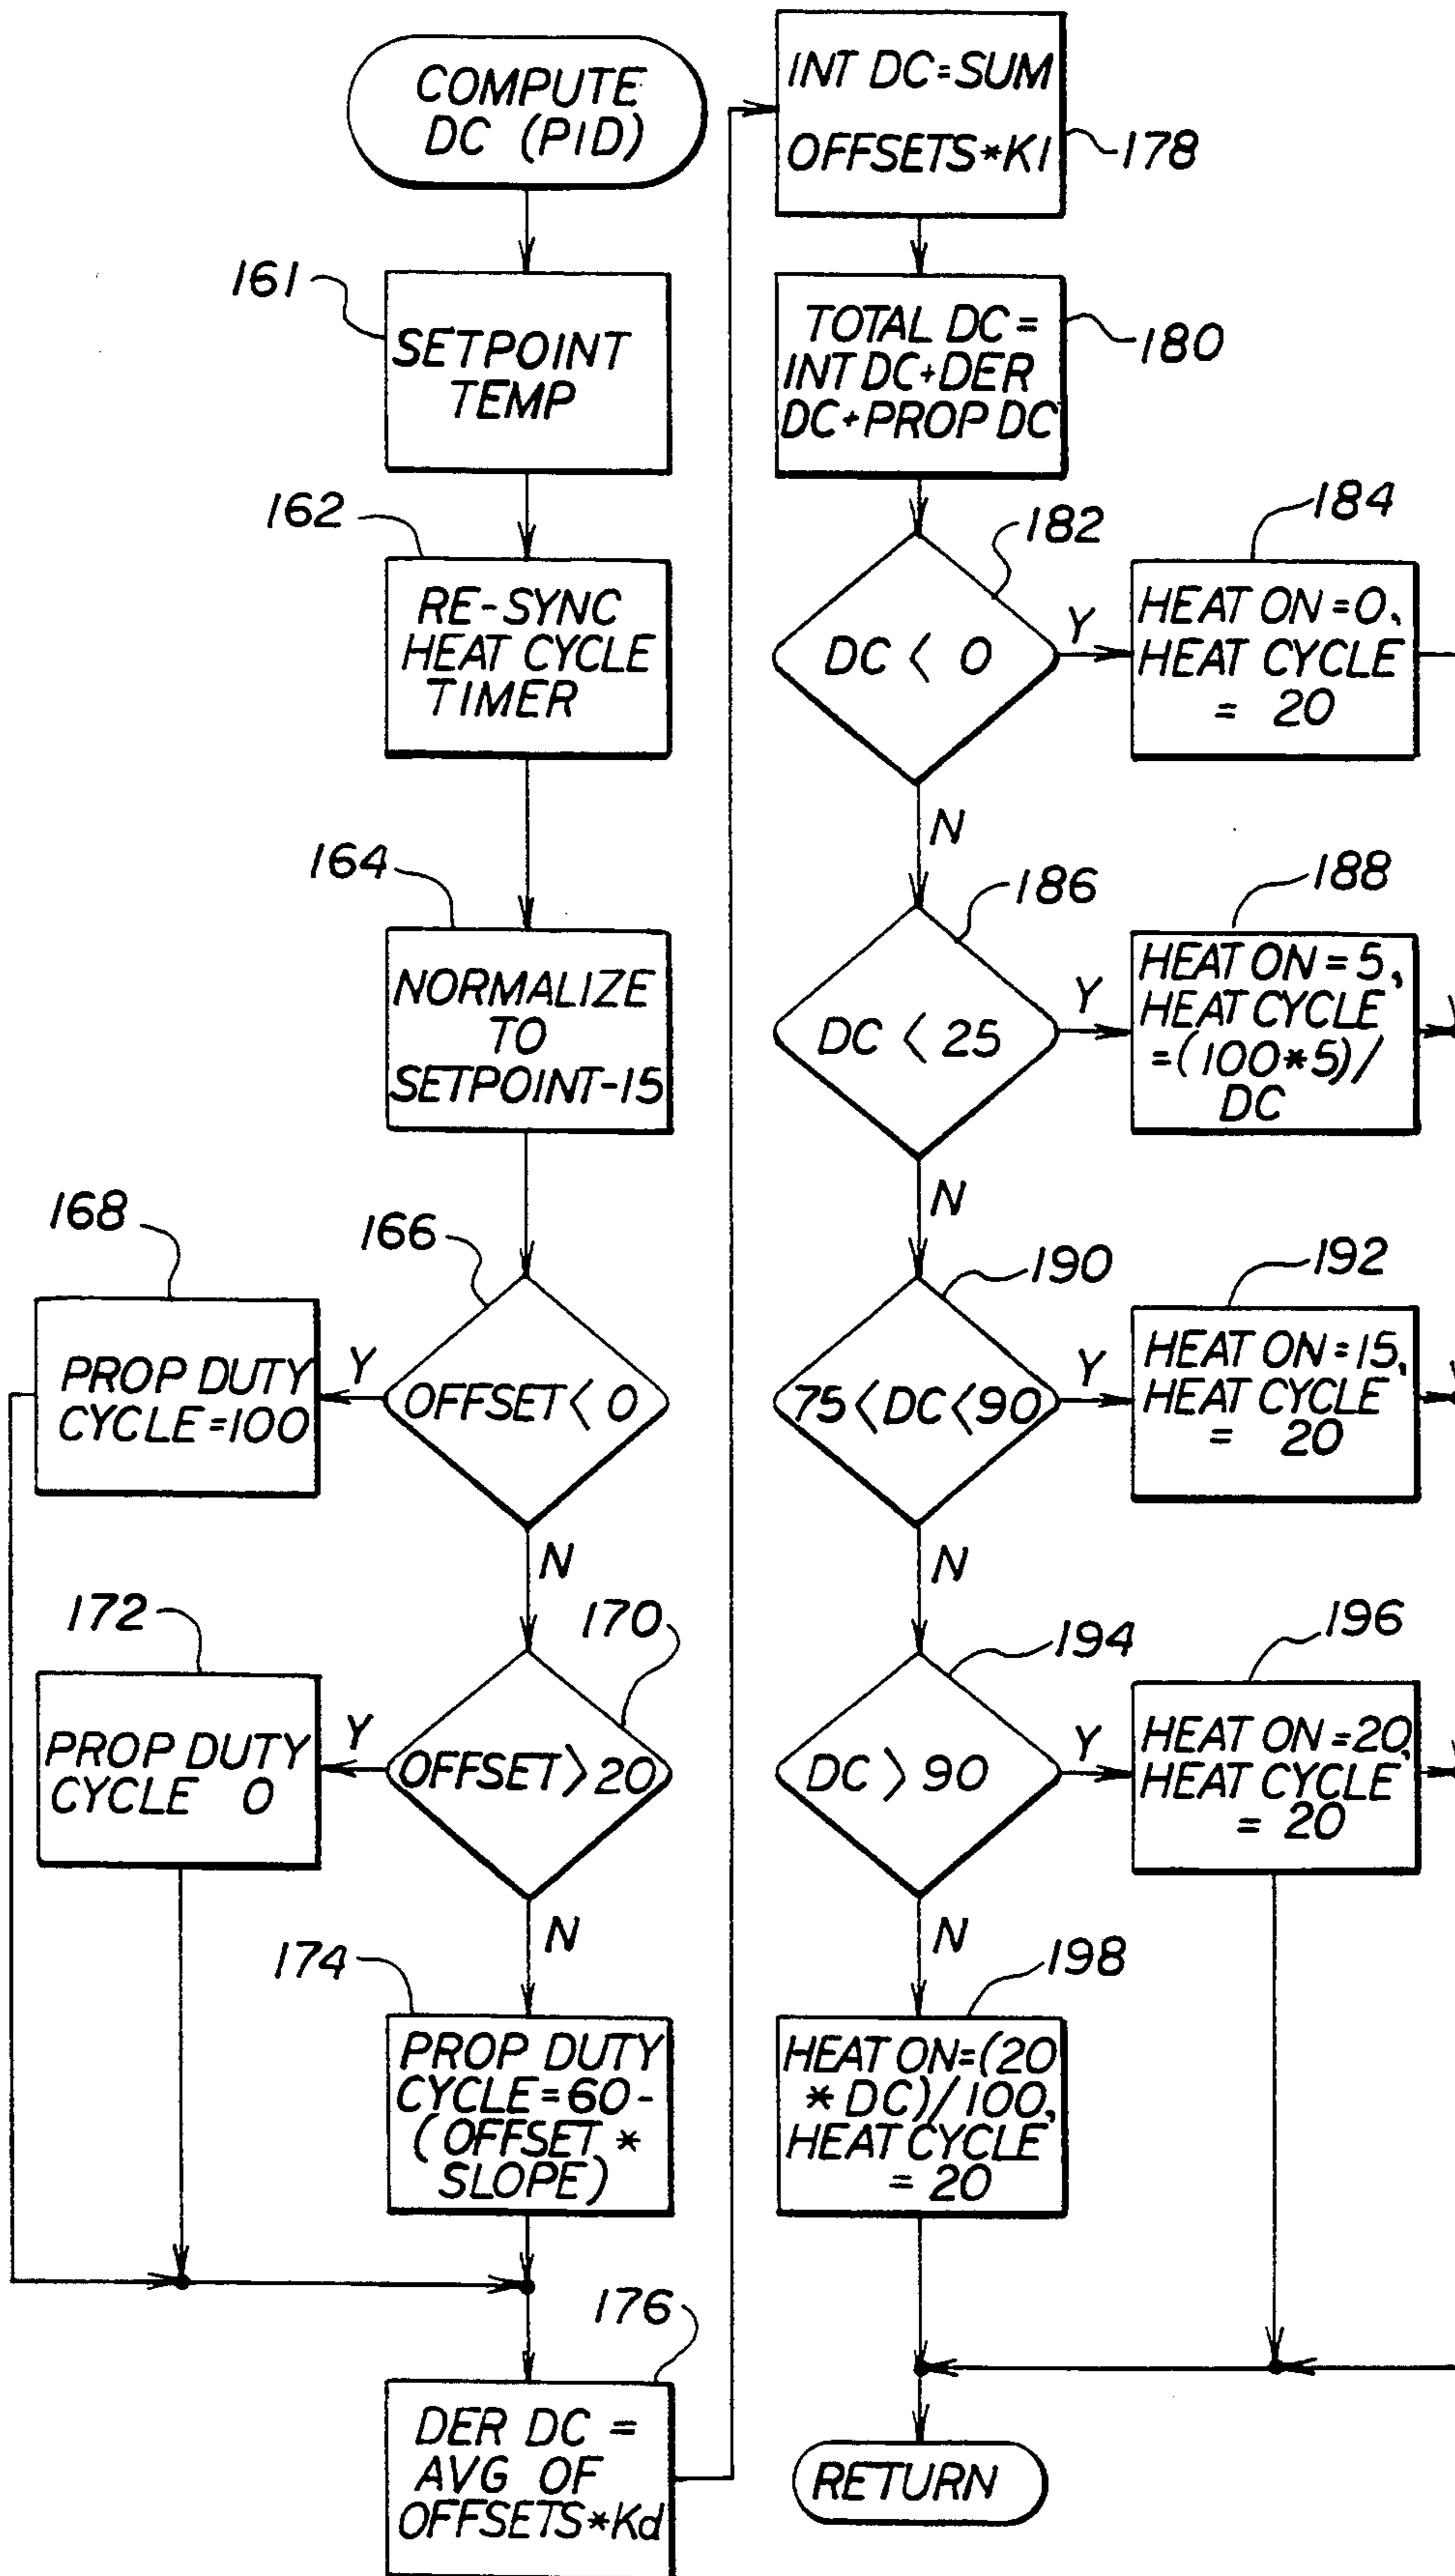 COMPUTE
DC (PID)
161
SETPOINT
TEMP
162
RE-SYNC
HEAT CYCLE
TIMER
164
NORMALIZE
TO
SETPOINT-15
166
OFFSET < 0
Y
N
168
PROP DUTY
CYCLE=100
170
OFFSET > 20
Y
N
172
PROP DUTY
CYCLE 0
174
PROP DUTY
CYCLE=60-
(OFFSET *
SLOPE)
176
DER DC =
AVG OF
OFFSETS*Kd
INT DC=SUM
OFFSETS*KI
178
TOTAL DC=
INT DC+DER
DC+PROP DC
180
182
DC < 0
Y
N
184
HEAT ON=0,
HEAT CYCLE
= 20
186
DC < 25
Y
N
188
HEAT ON=5,
HEAT CYCLE
=(100*5)/
DC
190
75<DC<90
Y
N
192
HEAT ON=15,
HEAT CYCLE
= 20
194
DC > 90
Y
N
196
HEAT ON=20,
HEAT CYCLE
= 20
198
HEAT ON=(20
* DC)/100,
HEAT CYCLE
= 20
RETURN